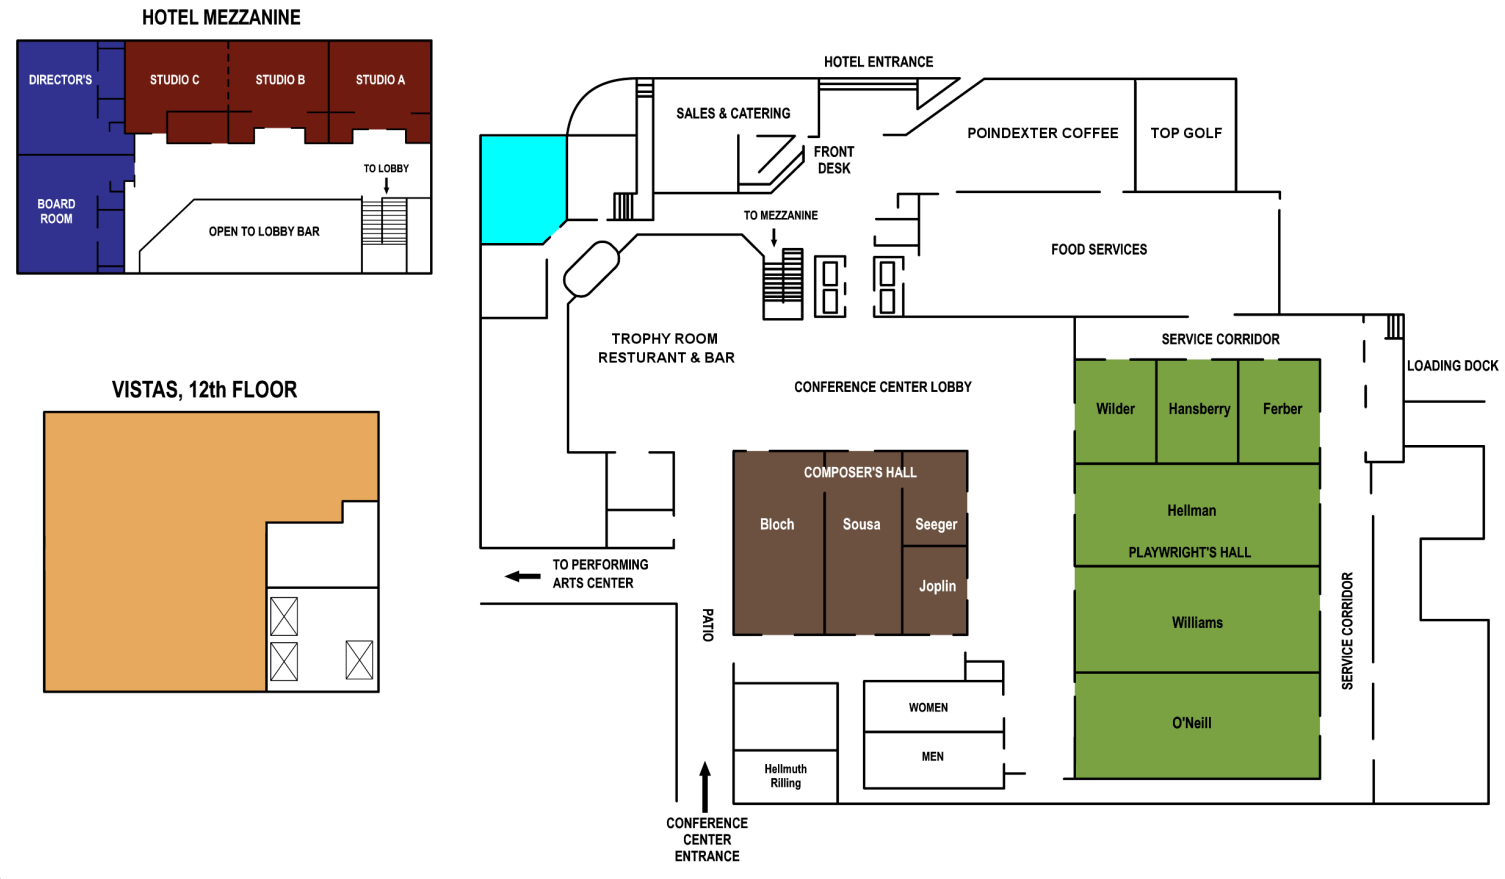 HOTEL MEZZANINE
DIRECTOR'S
STUDIO C
STUDIO B
STUDIO A
BOARD
ROOM
TO LOBBY
OPEN TO LOBBY BAR
VISTAS, 12th FLOOR
HOTEL ENTRANCE
SALES & CATERING
FRONT
DESK
POINDEXTER COFFEE
TOP GOLF
TO MEZZANINE
FOOD SERVICES
TROPHY ROOM
RESTURANT & BAR
CONFERENCE CENTER LOBBY
SERVICE CORRIDOR
LOADING DOCK
Wilder
Hansberry
Ferber
Hellman
PLAYWRIGHT'S HALL
Williams
O'Neill
SERVICE CORRIDOR
COMPOSER'S HALL
Bloch
Sousa
Seeger
Joplin
TO PERFORMING
ARTS CENTER
PATIO
WOMEN
MEN
Hellmuth
Rilling
CONFERENCE
CENTER
ENTRANCE